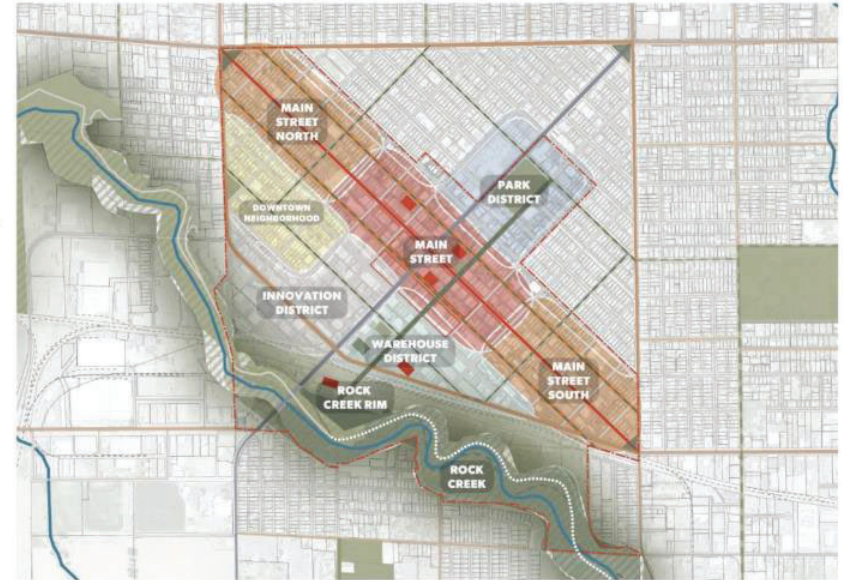 MAIN
STREET
NORTH
PARK
DISTRICT
DOWNTOWN
NEIGHBORHOOD
MAIN
STREET
INNOVATION
DISTRICT
WAREHOUSE
DISTRICT
MAIN
STREET
SOUTH
ROCK
CREEK RIM
ROCK
CREEK